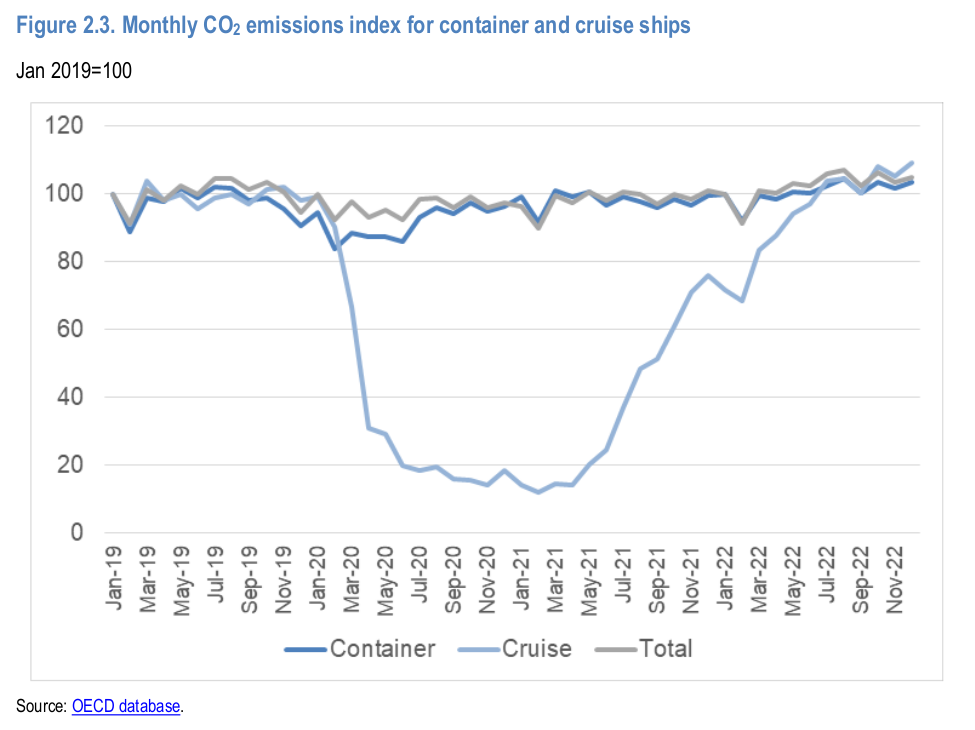 Figure 2.3. Monthly CO₂ emissions index for container and cruise ships
Jan 2019=100
120
100
80
60
40
20
0
Jan-19
Mar-19
May-19
Jul-19
Sep-19
Nov-19
Jan-20
Mar-20
May-20
Jul-20
Sep-20
Nov-20
Jan-21
Mar-21
May-21
Jul-21
Sep-21
Nov-21
Jan-22
Mar-22
May-22
Jul-22
Sep-22
Nov-22
Container Cruise Total
Source: OECD database.